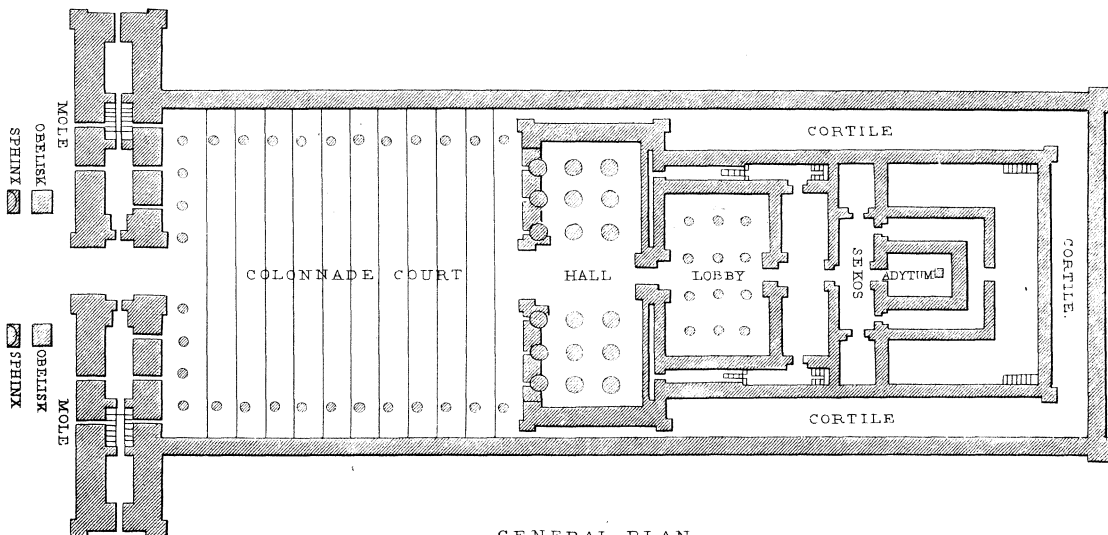 MOLE
OBELISK
SPHINX
CORTILE
COLONNADE COURT
HALL
LOBBY
SEKOS
ADYTUM
CORTILE.
SPHINX
OBELISK
MOLE
CORTILE
GENERAL PLAN